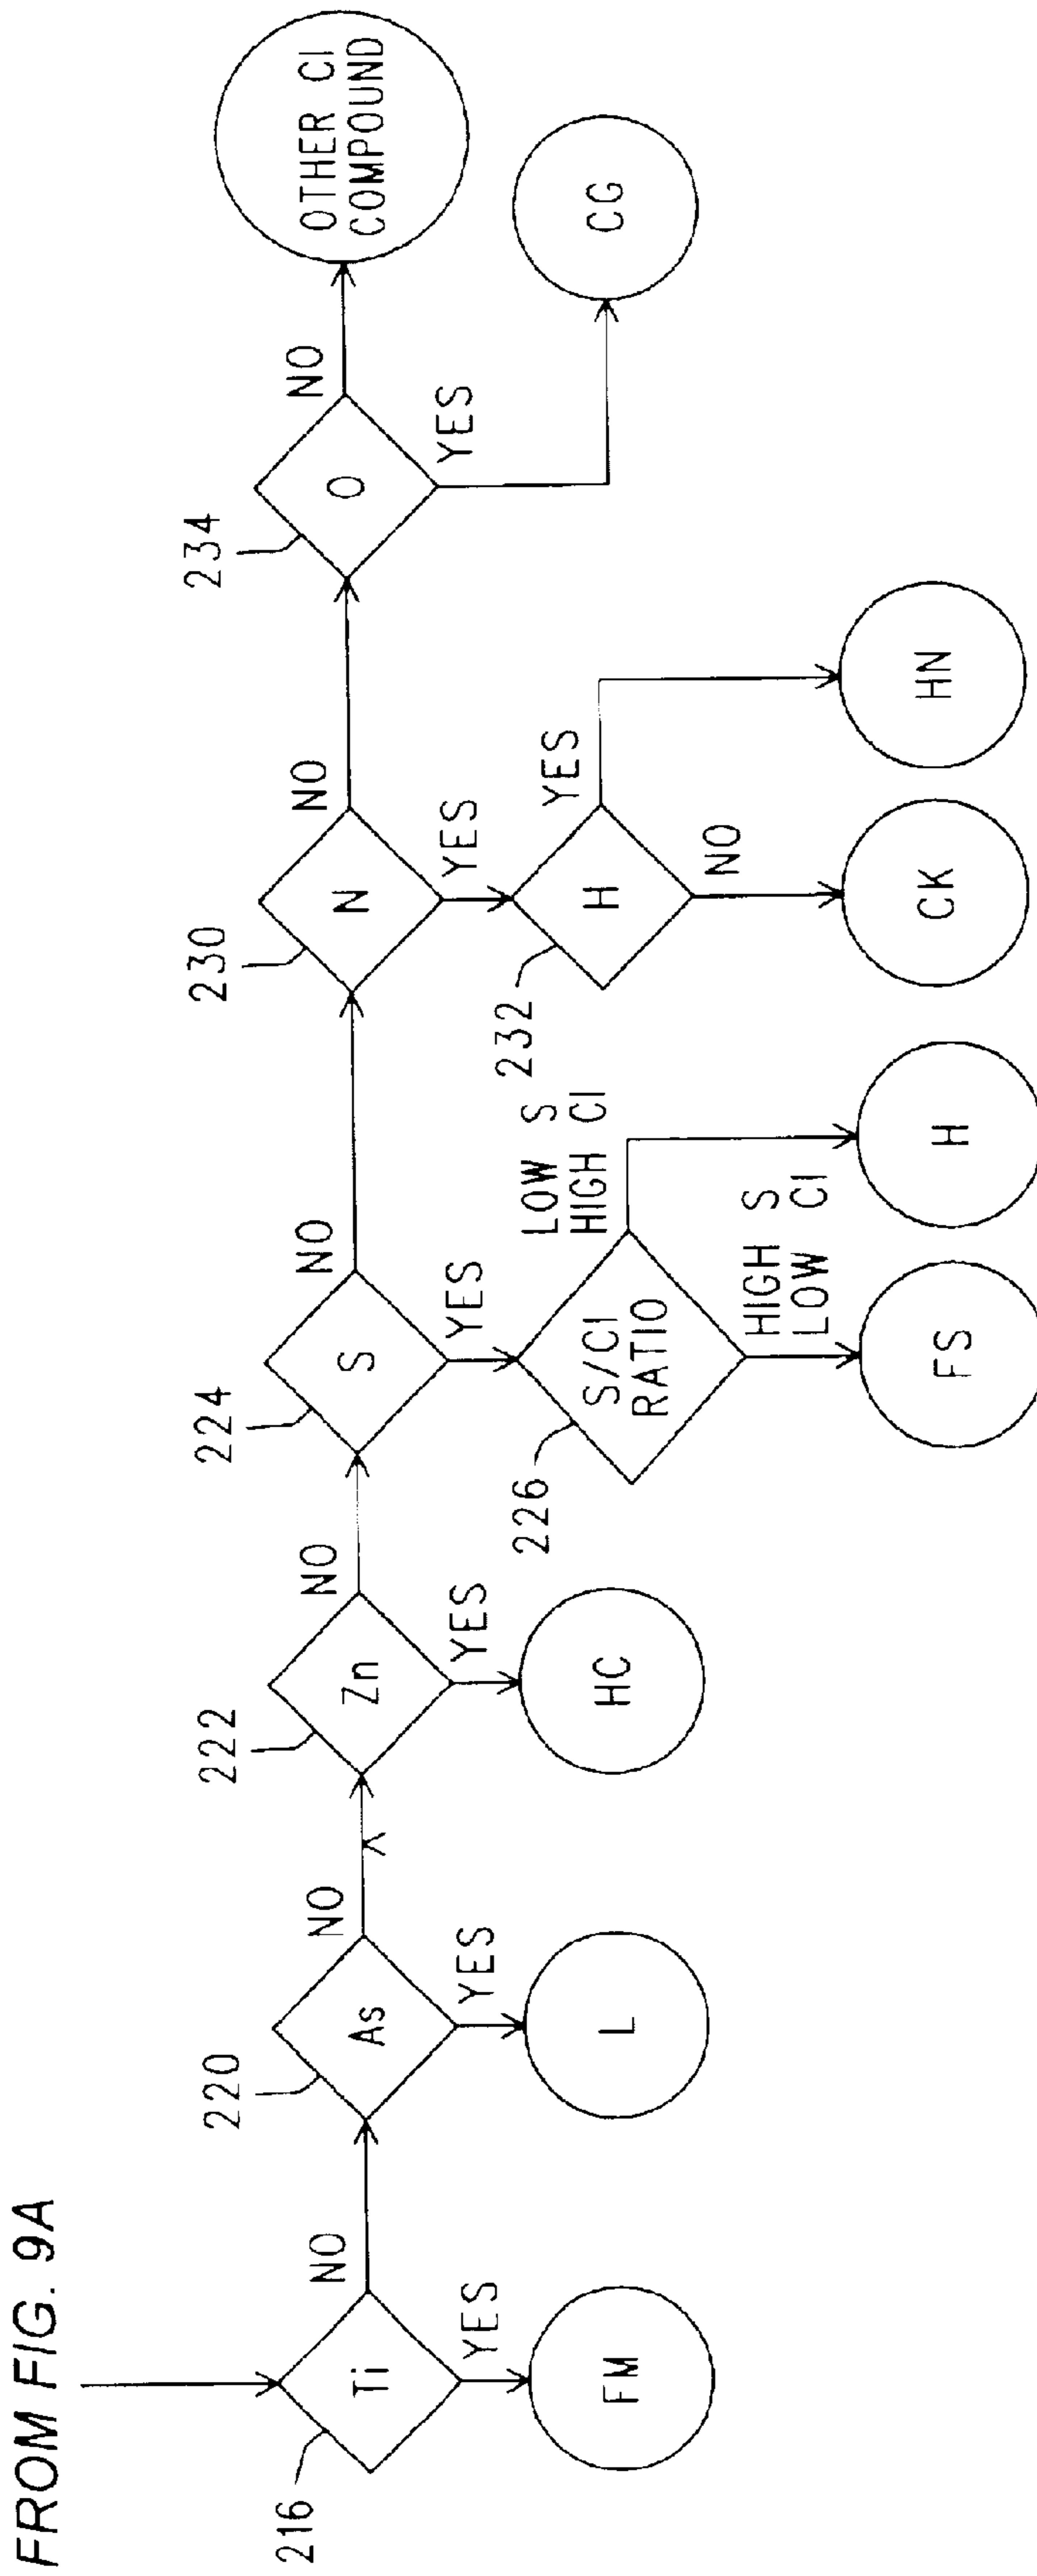 FROM FIG. 9A
216
Ti
NO
YES
FM
220
As
NO
YES
L
222
Zn
NO
YES
HC
224
S
NO
YES
226
S/Cl
RATIO
LOW S
HIGH Cl
H
HIGH S
LOW Cl
FS
230
N
NO
YES
232
H
YES
HN
NO
CK
234
O
NO
YES
CG
OTHER Cl
COMPOUND